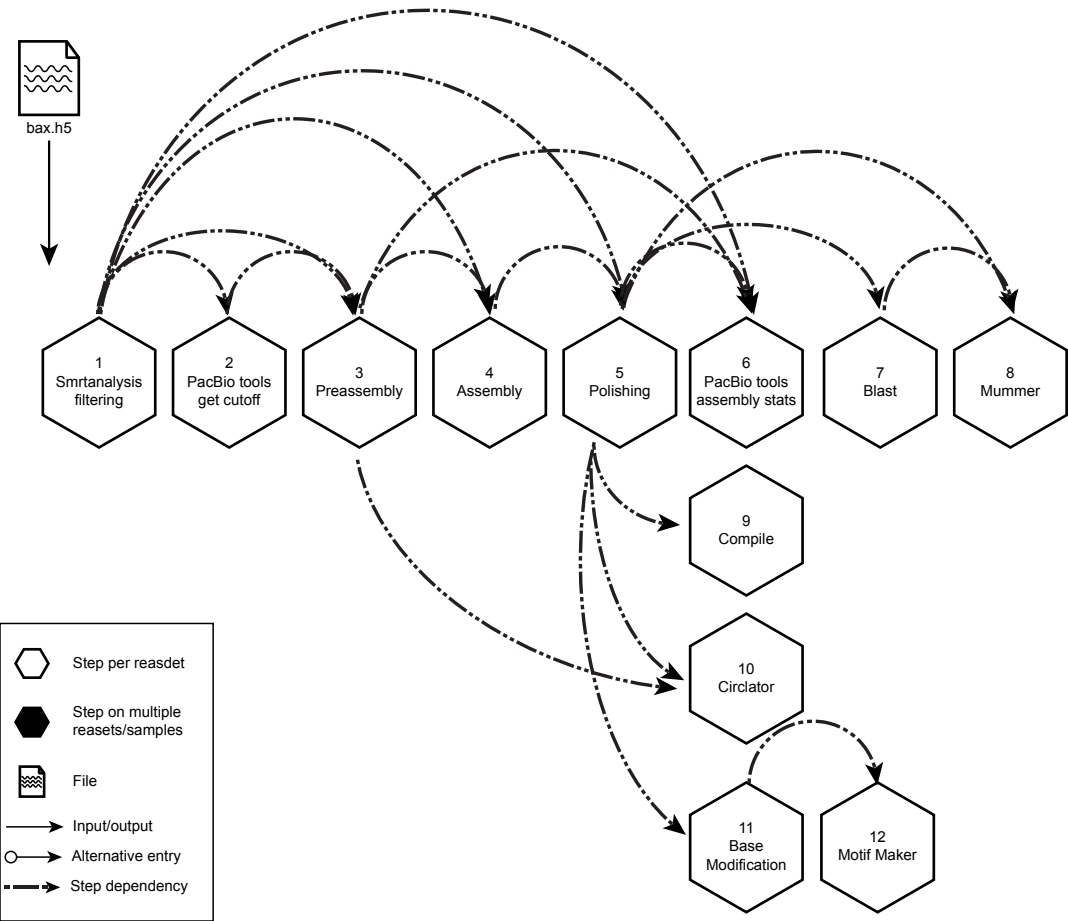 bax.h5
1
Smrtanalysis
filtering
2
PacBio tools
get cutoff
3
Preassembly
4
Assembly
5
Polishing
6
PacBio tools
assembly stats
7
Blast
8
Mummer
9
Compile
10
Circlator
11
Base
Modification
12
Motif Maker
Step per reasdet
Step on multiple
reasets/samples
File
Input/output
Alternative entry
Step dependency